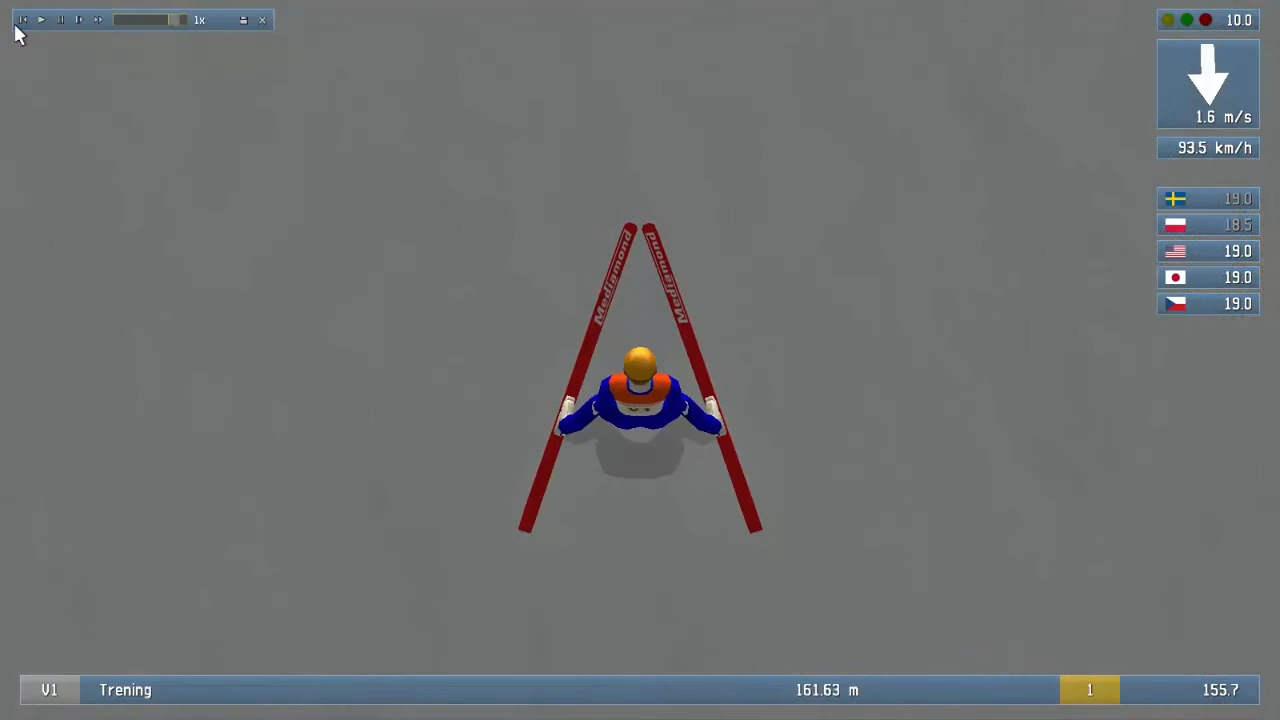 1x
10.0
1.6 m/s
93.5 km/h
19.0
18.5
19.0
19.0
19.0
Mediamond
Mediamond
V1
V1 Trening 161.63 m 1 155.7